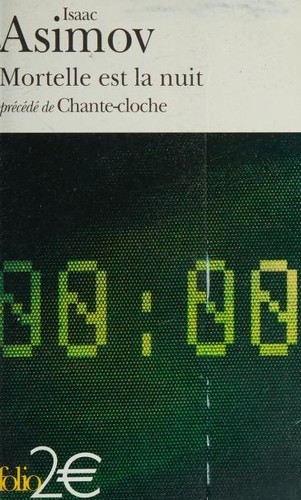 Isaac
Asimov
Mortelle est la nuit
précédé de Chante-cloche
00:00
folio 2€